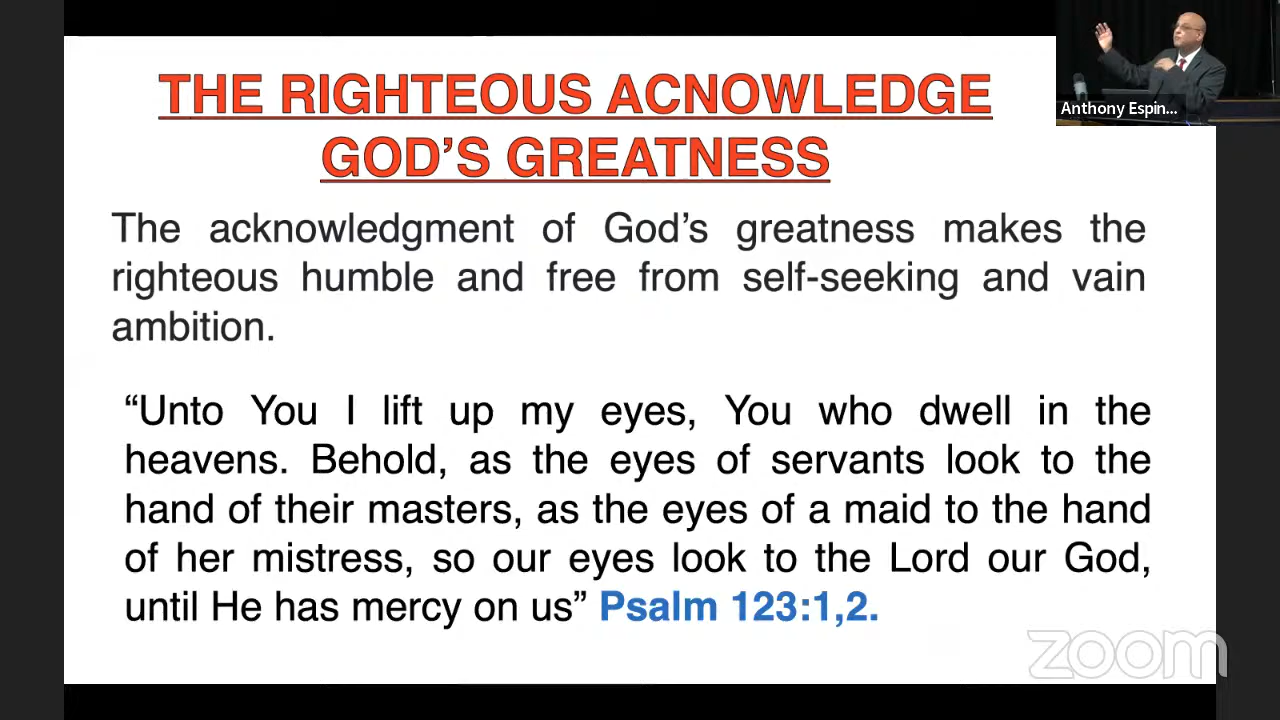 THE RIGHTEOUS ACNOWLEDGE
GOD’S GREATNESS
Anthony Espin...
The acknowledgment of God’s greatness makes the
righteous humble and free from self-seeking and vain
ambition.
“Unto You I lift up my eyes, You who dwell in the
heavens. Behold, as the eyes of servants look to the
hand of their masters, as the eyes of a maid to the hand
of her mistress, so our eyes look to the Lord our God,
until He has mercy on us” Psalm 123:1,2.
zoom